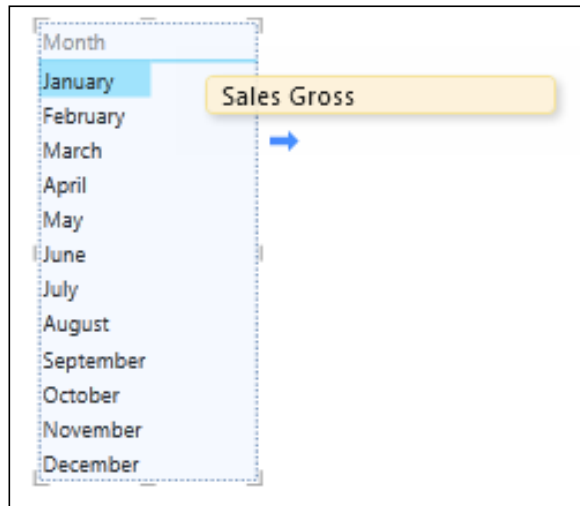 Month
January
Sales Gross
February
March
April
May
June
July
August
September
October
November
December